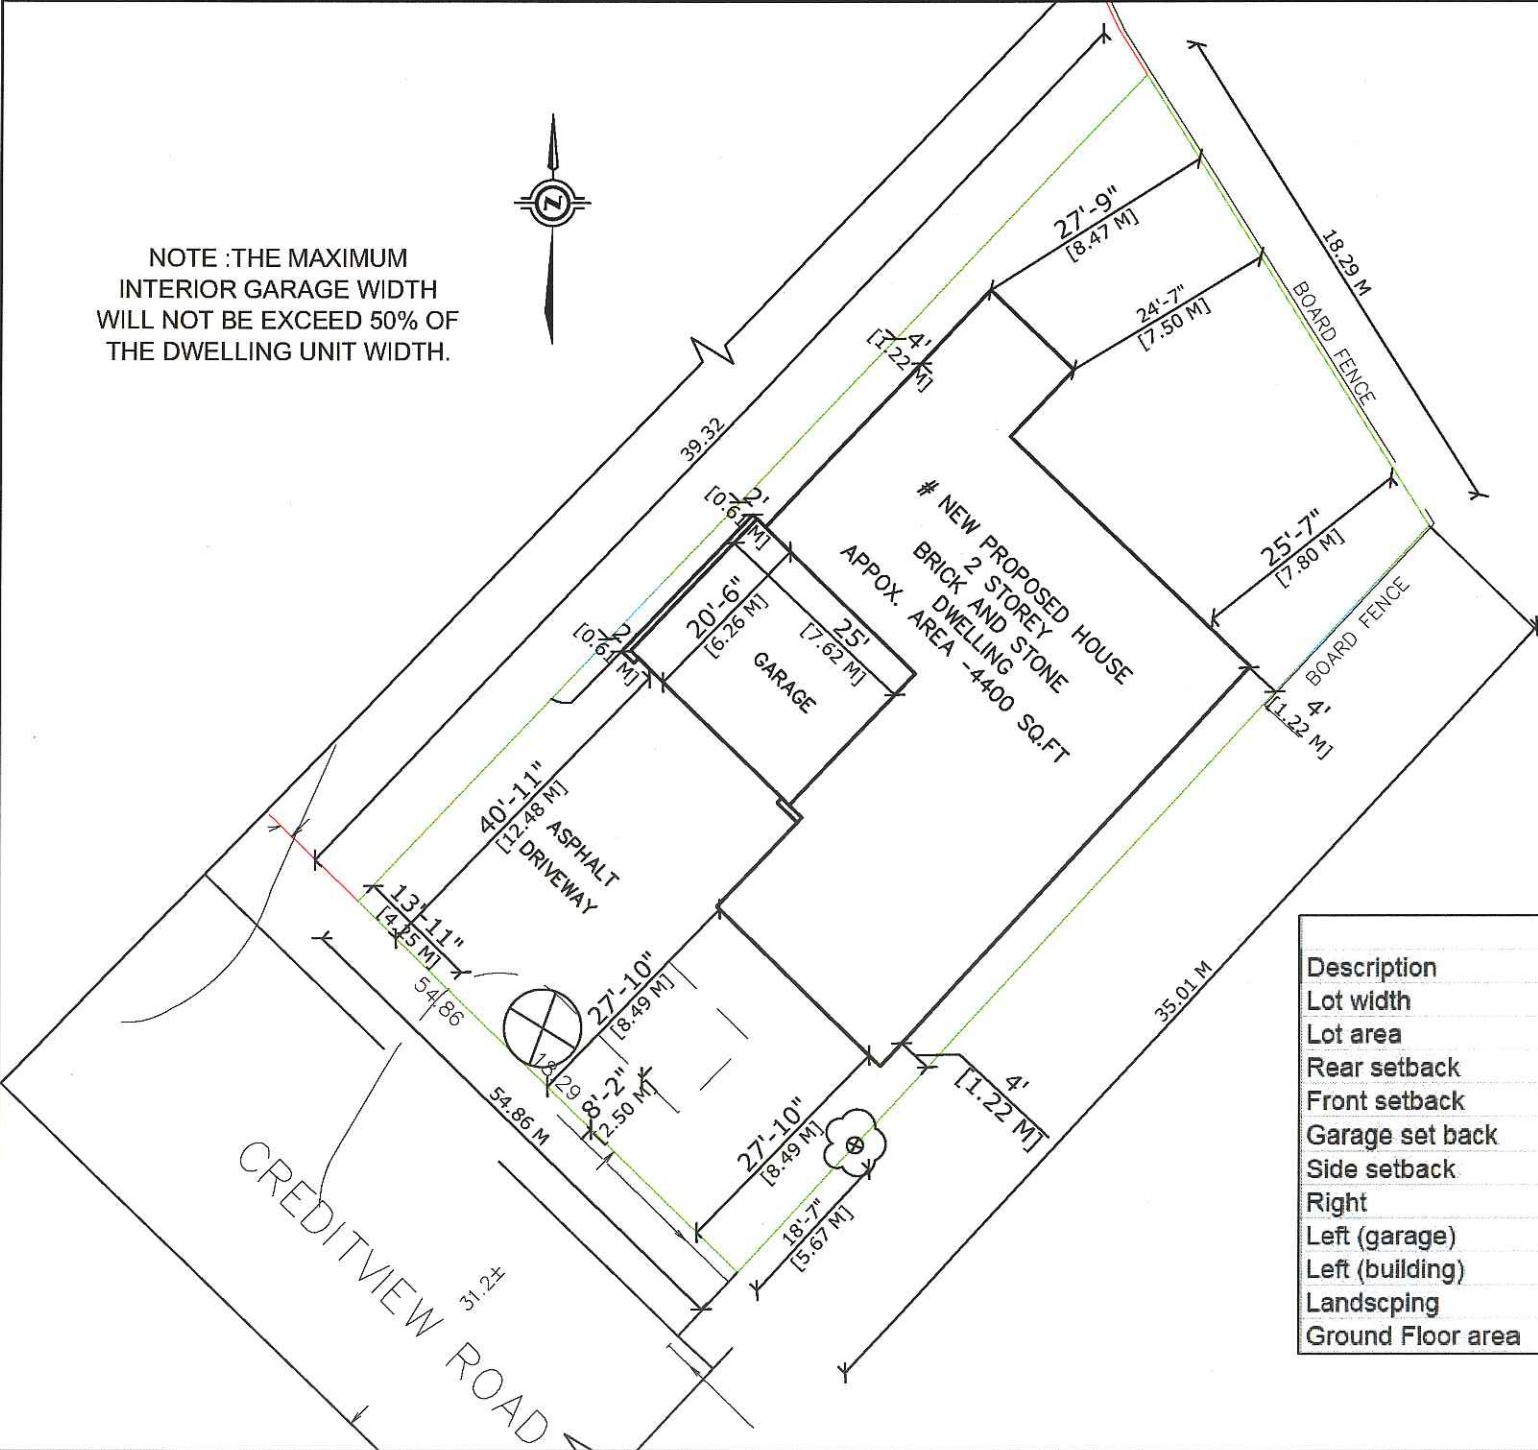 NOTE :THE MAXIMUM
INTERIOR GARAGE WIDTH
WILL NOT BE EXCEED 50% OF
THE DWELLING UNIT WIDTH.
N
18.29 M
BOARD FENCE
27'-9"
[8.47 M]
24'-7"
[7.50 M]
4'
[1.22 M]
39.32
2'
[0.61 M]
25'-7"
[7.80 M]
BOARD FENCE
# NEW PROPOSED HOUSE
2 STOREY
BRICK AND STONE
DWELLING
APPOX. AREA -4400 SQ.FT
20'-6"
[6.26 M]
25'
[7.62 M]
GARAGE
2'
[0.61 M]
4'
[1.22 M]
40'-11"
[12.48 M]
ASPHALT
DRIVEWAY
13'-11"
[4.25 M]
54.86
27'-10"
[8.49 M]
18.29
8'-2"
[2.50 M]
54.86 M
35.01 M
4'
[1.22 M]
27'-10"
[8.49 M]
18'-7"
[5.67 M]
CREDITVIEW ROAD
31.2±
Description
Lot width
Lot area
Rear setback
Front setback
Garage set back
Side setback
Right
Left (garage)
Left (building)
Landscping
Ground Floor area